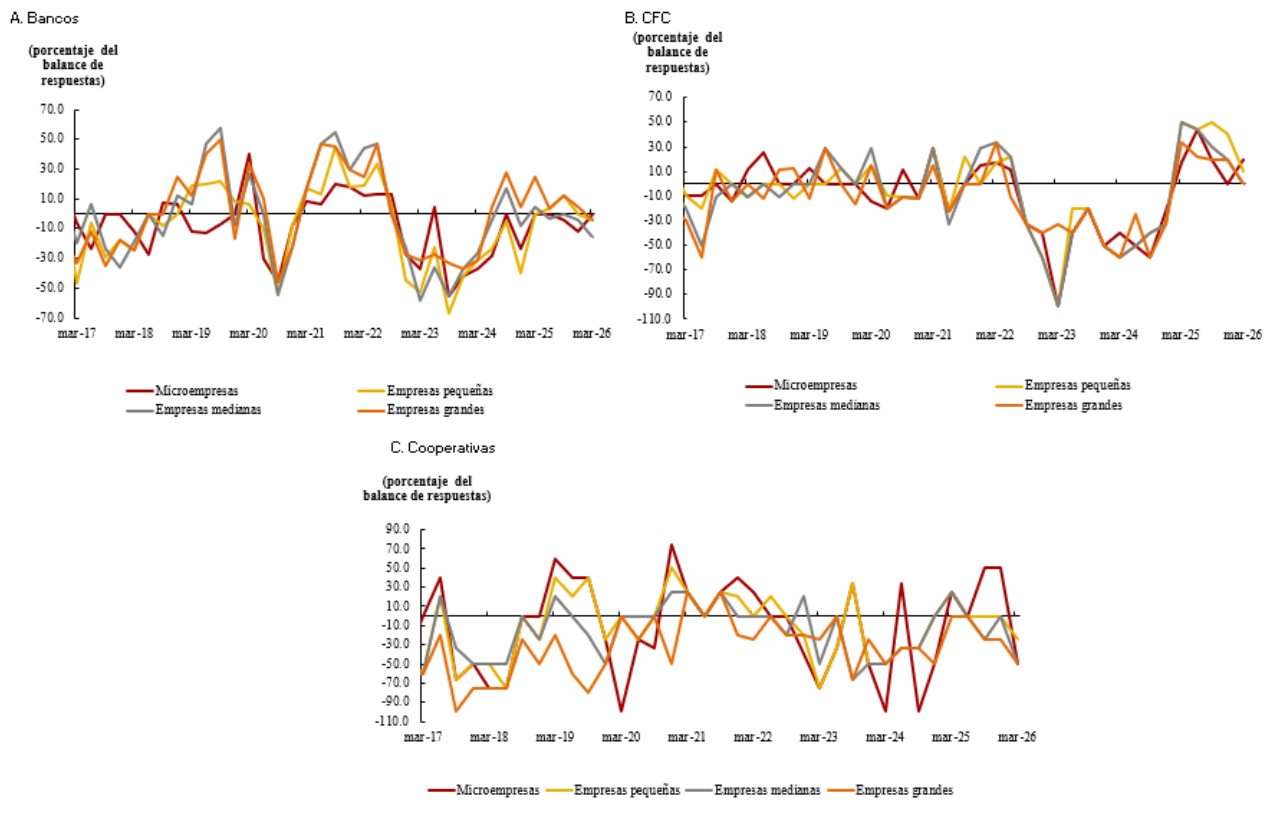 A. Bancos
(porcentaje del
balance de
respuestas)
70.0
50.0
30.0
10.0
-10.0
-30.0
-50.0
-70.0
mar-17 mar-18 mar-19 mar-20 mar-21 mar-22 mar-23 mar-24 mar-25 mar-26
Microempresas Empresas pequeñas
Empresas medianas Empresas grandes
B. CFC
(porcentaje del
balance de
respuestas)
70.0
50.0
30.0
10.0
-10.0
-30.0
-50.0
-70.0
-90.0
-110.0
mar-17 mar-18 mar-19 mar-20 mar-21 mar-22 mar-23 mar-24 mar-25 mar-26
Microempresas Empresas pequeñas
Empresas medianas Empresas grandes
C. Cooperativas
(porcentaje del
balance de respuestas)
90.0
70.0
50.0
30.0
10.0
-10.0
-30.0
-50.0
-70.0
-90.0
-110.0
mar-17 mar-18 mar-19 mar-20 mar-21 mar-22 mar-23 mar-24 mar-25 mar-26
Microempresas Empresas pequeñas Empresas medianas Empresas grandes